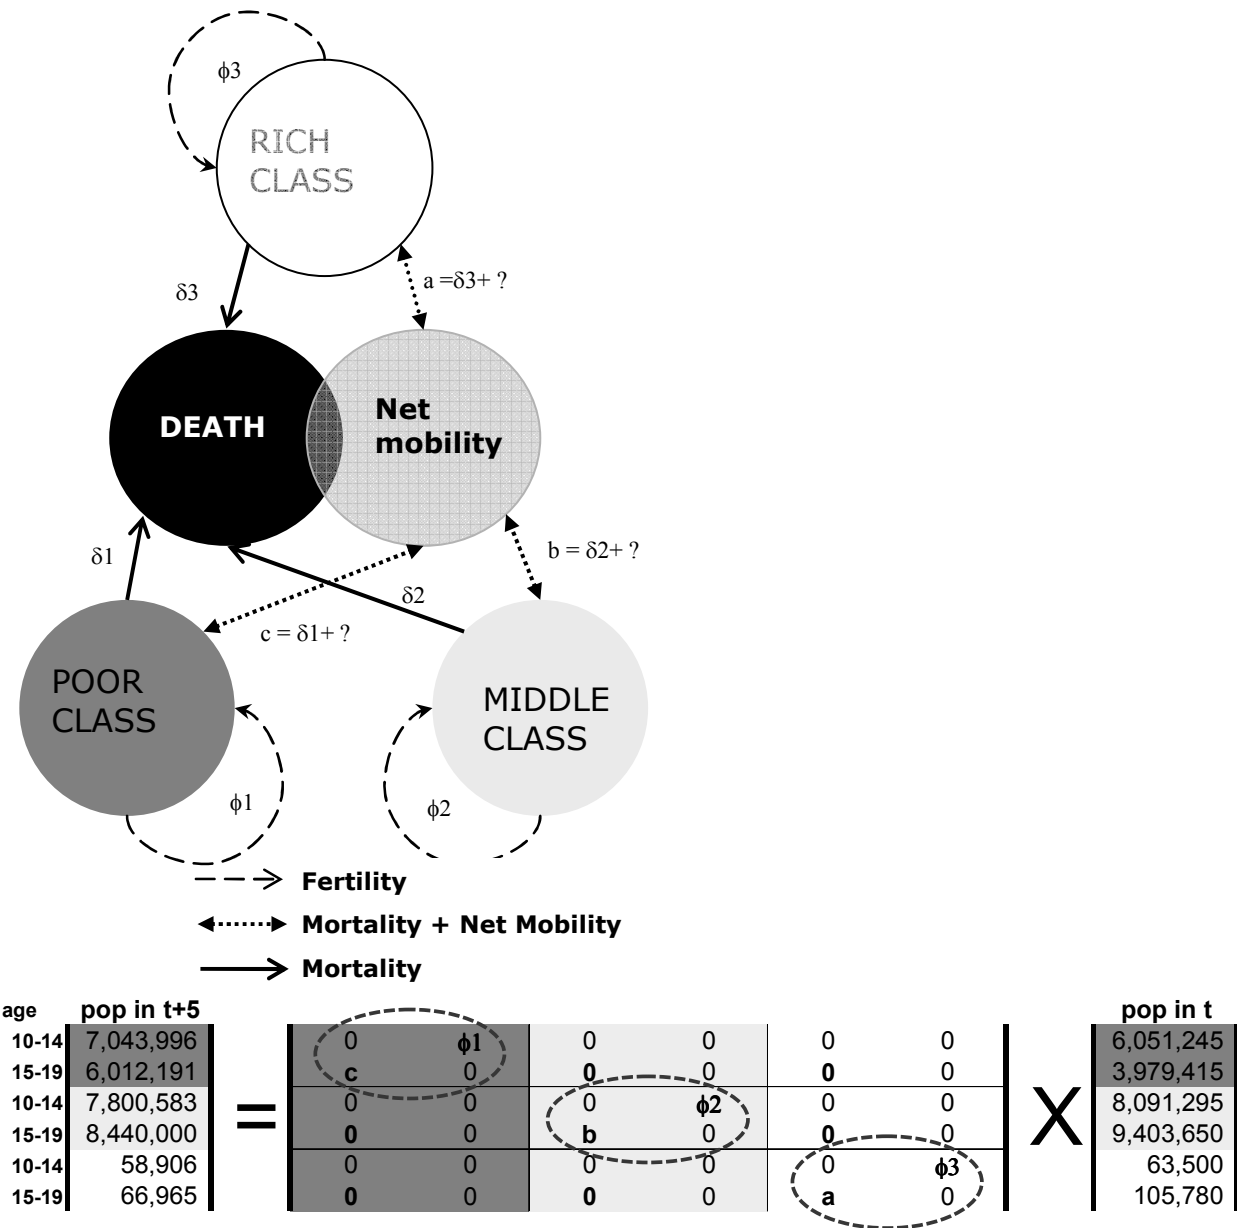 ϕ3
RICH
CLASS
a =δ3+ ?
δ3
DEATH
Net
mobility
δ1
b = δ2+ ?
δ2
c = δ1+ ?
POOR
CLASS
MIDDLE
CLASS
ϕ1
ϕ2
Fertility
Mortality + Net Mobility
Mortality
age pop in t+5 pop in t
10-14 7,043,996 0 ϕ1 0 0 0 0 6,051,245
15-19 6,012,191 = c 0 0 0 0 0 X 3,979,415
10-14 7,800,583 0 0 0 ϕ2 0 0 8,091,295
15-19 8,440,000 0 0 b 0 0 0 9,403,650
10-14 58,906 0 0 0 0 0 ϕ3 63,500
15-19 66,965 0 0 0 0 a 0 105,780